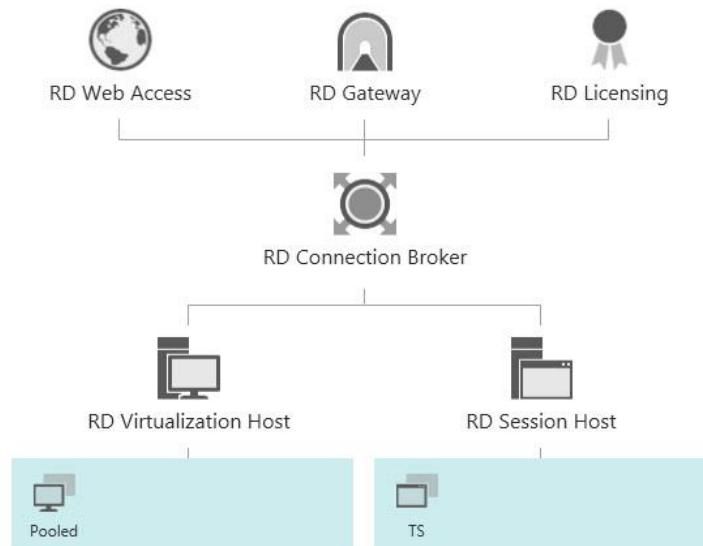 RD Web Access
RD Gateway
RD Licensing
RD Connection Broker
RD Virtualization Host
RD Session Host
Pooled
TS